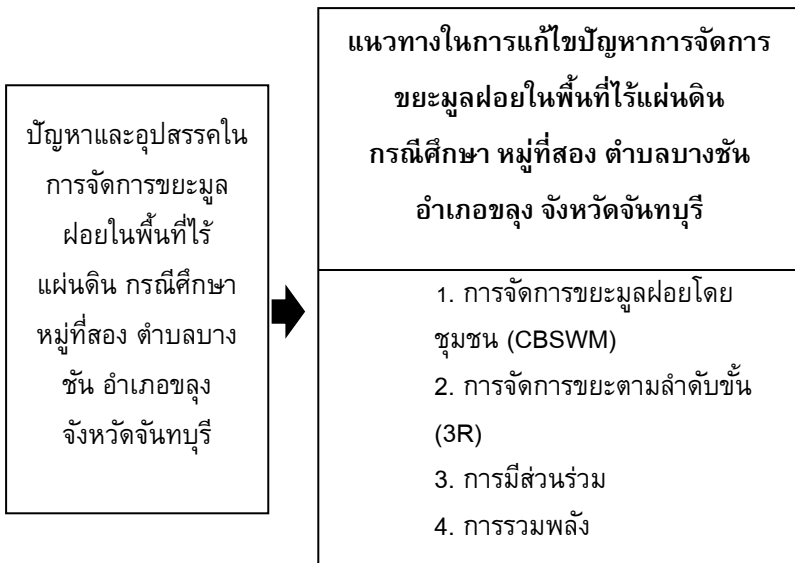 ปัญหาและอุปสรรคใน
การจัดการขยะมูล
ฝอยในพื้นที่ไร้
แผ่นดิน กรณีศึกษา
หมู่ที่สอง ตำบลบาง
ชัน อำเภอขลุง
จังหวัดจันทบุรี
แนวทางในการแก้ไขปัญหาการจัดการ
ขยะมูลฝอยในพื้นที่ไร้แผ่นดิน
กรณีศึกษา หมู่ที่สอง ตำบลบางชัน
อำเภอขลุง จังหวัดจันทบุรี
1. การจัดการขยะมูลฝอยโดย
ชุมชน (CBSWM)
2. การจัดการขยะตามลำดับขั้น
(3R)
3. การมีส่วนร่วม
4. การรวมพลัง